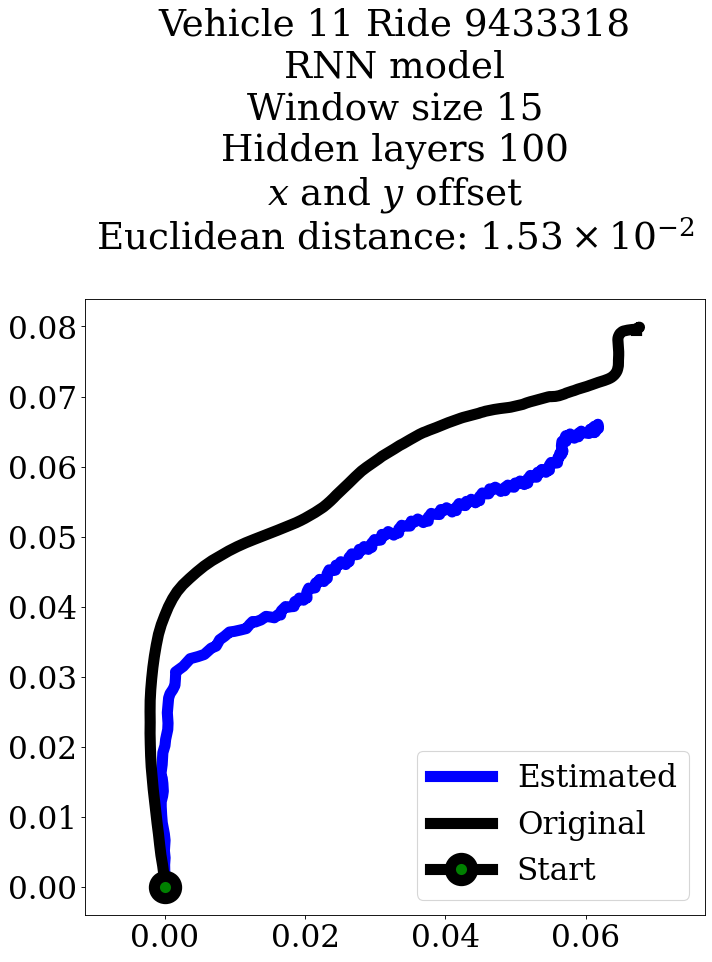 Vehicle 11 Ride 9433318
RNN model
Window size 15
Hidden layers 100
x and y offset
Euclidean distance: 1.53 × 10⁻²
0.08
0.07
0.06
0.05
0.04
0.03
0.02
0.01
0.00
Estimated
Original
Start
0.00 0.02 0.04 0.06